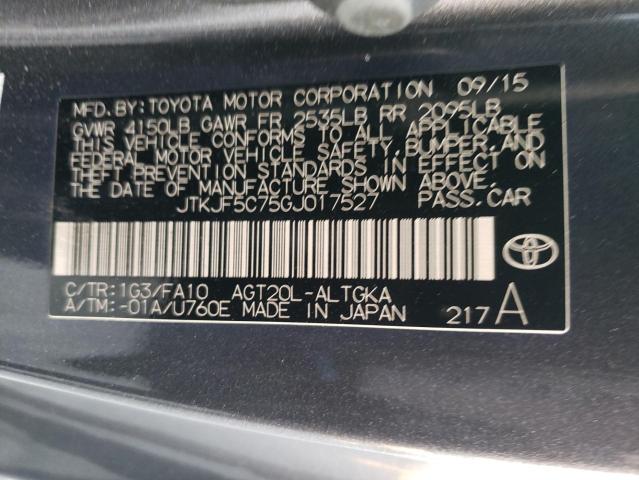 MFD. BY: TOYOTA MOTOR CORPORATION 09/15
GVWR 4150LB GAWR FR 2535LB RR 2095LB
THIS VEHICLE CONFORMS TO ALL APPLICABLE
FEDERAL MOTOR VEHICLE SAFETY, BUMPER, AND
THEFT PREVENTION STANDARDS IN EFFECT ON
THE DATE OF MANUFACTURE SHOWN ABOVE.
JTKJF5C75GJ017527 PASS. CAR
C/TR: 1G3/FA10 AGT20L-ALTGKA
A/TM: -01A/U760E MADE IN JAPAN 217 A